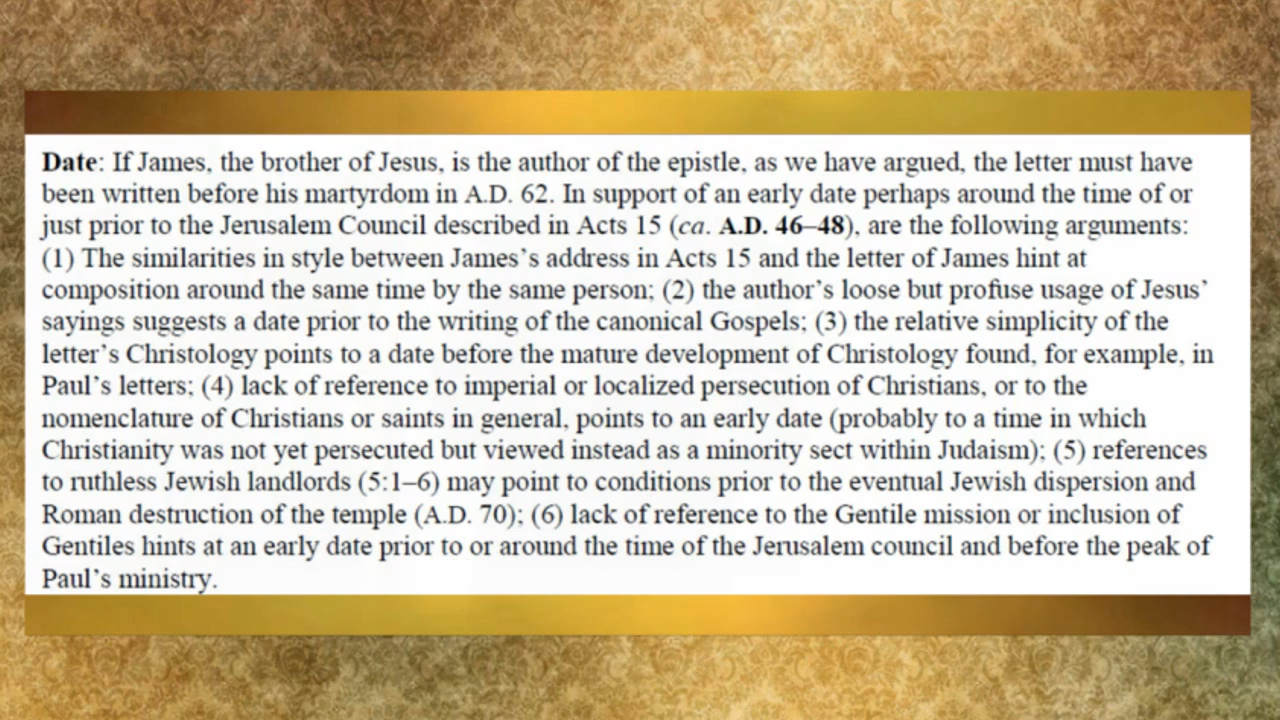 Date: If James, the brother of Jesus, is the author of the epistle, as we have argued, the letter must have
been written before his martyrdom in A.D. 62. In support of an early date perhaps around the time of or
just prior to the Jerusalem Council described in Acts 15 (ca. A.D. 46–48), are the following arguments:
(1) The similarities in style between James’s address in Acts 15 and the letter of James hint at
composition around the same time by the same person; (2) the author’s loose but profuse usage of Jesus’
sayings suggests a date prior to the writing of the canonical Gospels; (3) the relative simplicity of the
letter’s Christology points to a date before the mature development of Christology found, for example, in
Paul’s letters; (4) lack of reference to imperial or localized persecution of Christians, or to the
nomenclature of Christians or saints in general, points to an early date (probably to a time in which
Christianity was not yet persecuted but viewed instead as a minority sect within Judaism); (5) references
to ruthless Jewish landlords (5:1–6) may point to conditions prior to the eventual Jewish dispersion and
Roman destruction of the temple (A.D. 70); (6) lack of reference to the Gentile mission or inclusion of
Gentiles hints at an early date prior to or around the time of the Jerusalem council and before the peak of
Paul’s ministry.